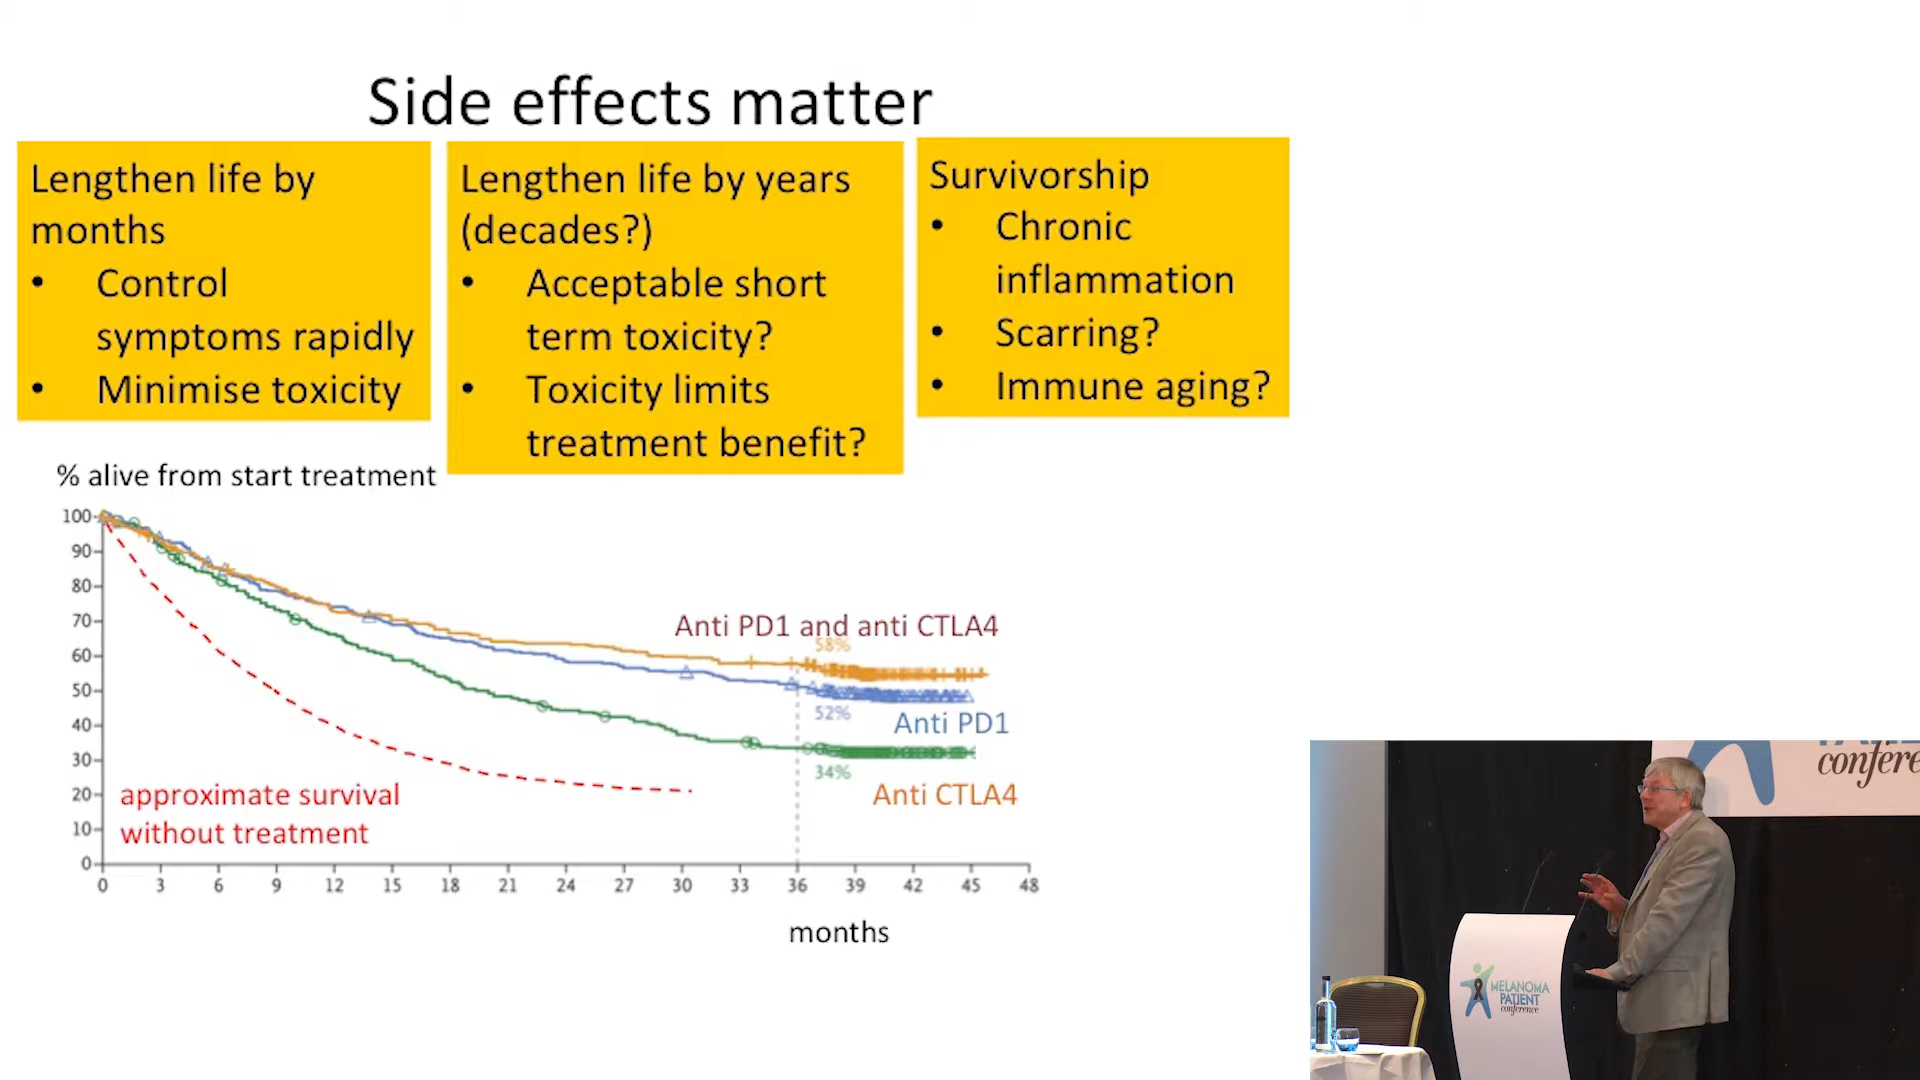 Side effects matter
Lengthen life by
months
• Control
symptoms rapidly
• Minimise toxicity
Lengthen life by years
(decades?)
• Acceptable short
term toxicity?
• Toxicity limits
treatment benefit?
Survivorship
• Chronic
inflammation
• Scarring?
• Immune aging?
% alive from start treatment
100
90
80
70
60
50
40
30
20
10
0
Anti PD1 and anti CTLA4
58%
52%
Anti PD1
34%
Anti CTLA4
approximate survival
without treatment
0 3 6 9 12 15 18 21 24 27 30 33 36 39 42 45 48
months
MELANOMA
PATIENT
conference